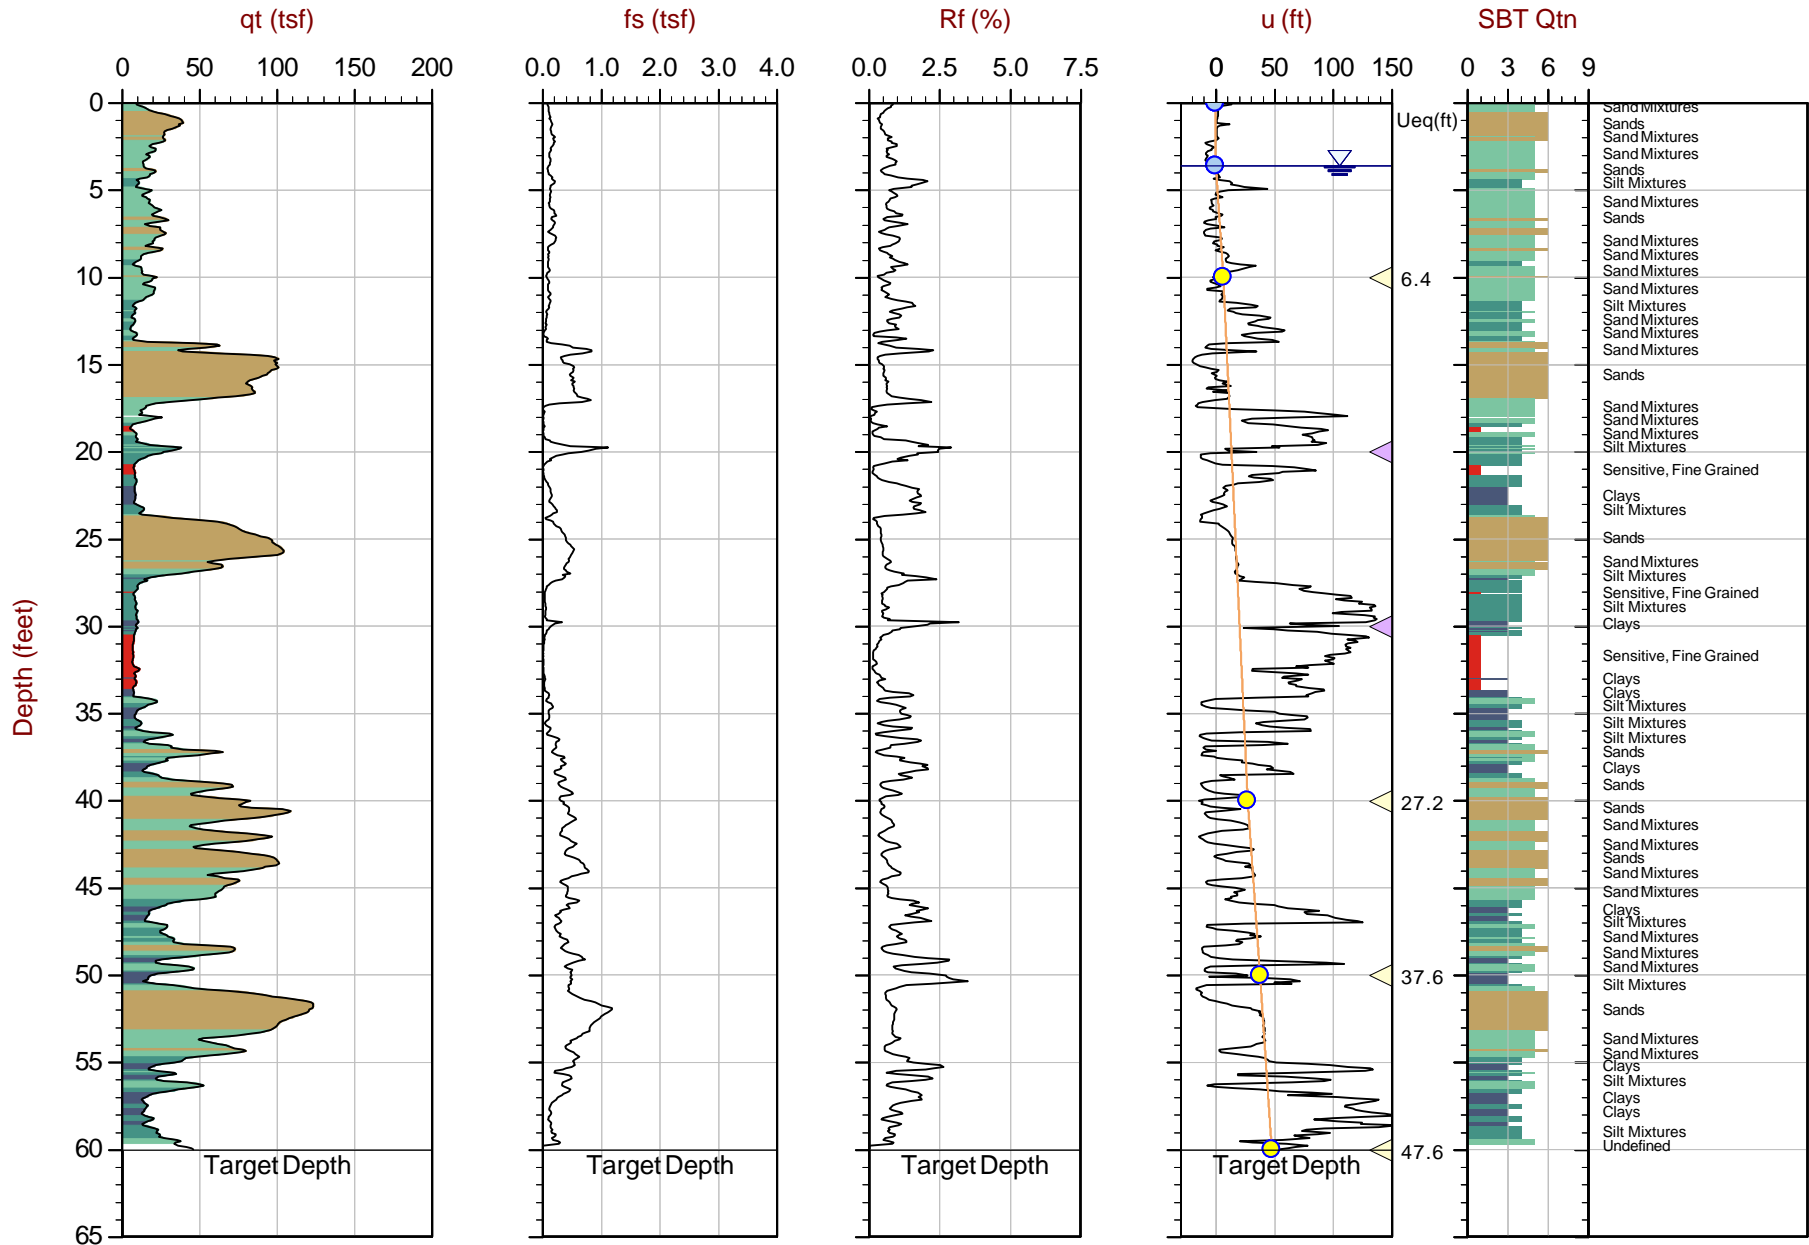 qt (tsf) fs (tsf) Rf (%) u (ft) SBT Qtn
0 50 100 150 200 0.0 1.0 2.0 3.0 4.0 0.0 2.5 5.0 7.5 0 50 100 150 0 3 6 9
0
Sand Mixtures
Ueq(ft)
Sands
Sand Mixtures
Sand Mixtures
Sands
Silt Mixtures
5
Sand Mixtures
Sands
Sand Mixtures
Sand Mixtures
Sand Mixtures
10 6.4
Sand Mixtures
Silt Mixtures
Sand Mixtures
Sand Mixtures
Sand Mixtures
15
Sands
Sand Mixtures
Sand Mixtures
Sand Mixtures
Silt Mixtures
20
Sensitive, Fine Grained
Clays
Silt Mixtures
25
Sands
Sand Mixtures
Silt Mixtures
Sensitive, Fine Grained
Silt Mixtures
Clays
30
Sensitive, Fine Grained
Clays
Clays
Silt Mixtures
35
Silt Mixtures
Silt Mixtures
Sands
Clays
Sands
40 27.2
Sands
Sand Mixtures
Sand Mixtures
Sands
Sand Mixtures
45
Sand Mixtures
Clays
Silt Mixtures
Sand Mixtures
Sand Mixtures
Sand Mixtures
50 37.6
Silt Mixtures
Sands
Sand Mixtures
Sand Mixtures
55
Clays
Silt Mixtures
Clays
Clays
Silt Mixtures
Undefined
60 47.6
Target Depth Target Depth Target Depth Target Depth
65
Depth (feet)